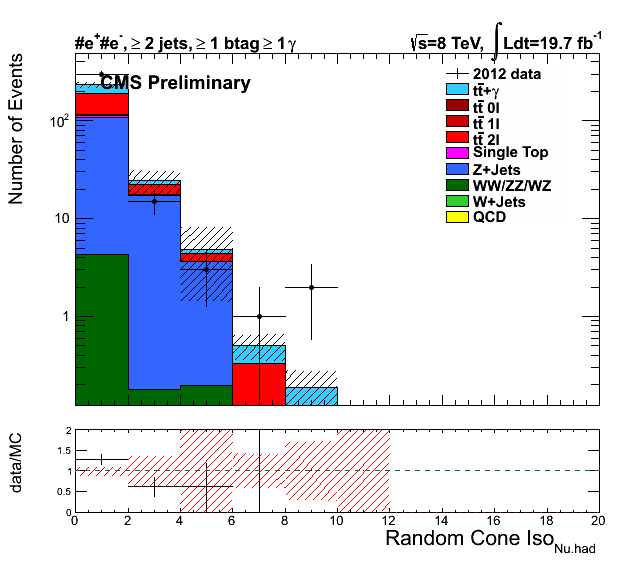 #e⁺#e⁻, ≥ 2 jets, ≥ 1 btag ≥ 1 γ
√s=8 TeV, ∫ Ldt=19.7 fb⁻¹
CMS Preliminary
2012 data
tt̄+γ
tt̄ 0l
tt̄ 1l
tt̄ 2l
Single Top
Z+Jets
WW/ZZ/WZ
W+Jets
QCD
Number of Events
10²
10
1
data/MC
2
1.5
1
0.5
0
0 2 4 6 8 10 12 14 16 18 20
Random Cone Iso_Nu.had